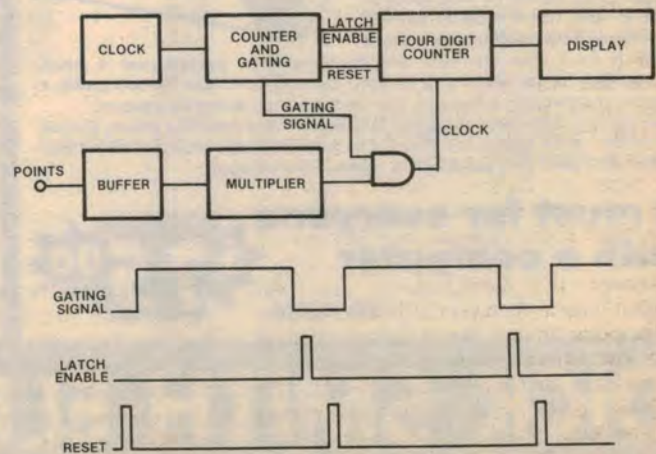 CLOCK
COUNTER
AND
GATING
LATCH
ENABLE
RESET
FOUR DIGIT
COUNTER
DISPLAY
GATING
SIGNAL
CLOCK
POINTS
BUFFER
MULTIPLIER
GATING
SIGNAL
LATCH
ENABLE
RESET